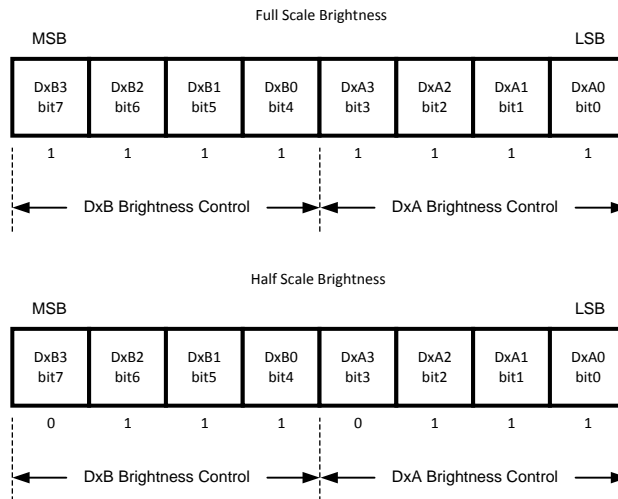 Full Scale Brightness
MSB LSB
DxB3 DxB2 DxB1 DxB0 DxA3 DxA2 DxA1 DxA0
bit7 bit6 bit5 bit4 bit3 bit2 bit1 bit0
1 1 1 1 1 1 1 1
DxB Brightness Control DxA Brightness Control
Half Scale Brightness
MSB LSB
DxB3 DxB2 DxB1 DxB0 DxA3 DxA2 DxA1 DxA0
bit7 bit6 bit5 bit4 bit3 bit2 bit1 bit0
0 1 1 1 0 1 1 1
DxB Brightness Control DxA Brightness Control